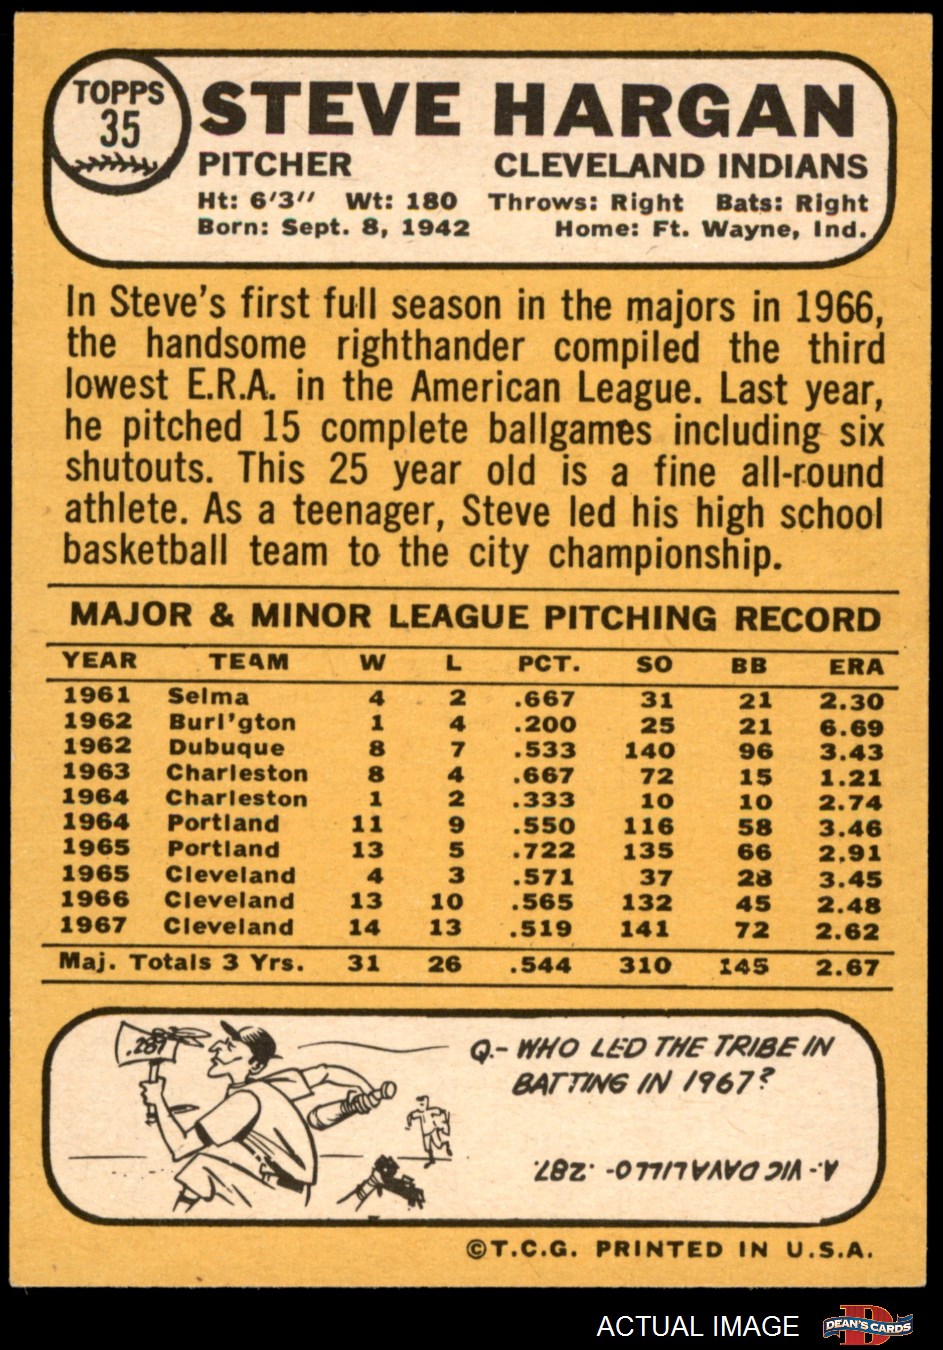 TOPPS
35
STEVE HARGAN
PITCHER CLEVELAND INDIANS
Ht: 6'3" Wt: 180 Throws: Right Bats: Right
Born: Sept. 8, 1942 Home: Ft. Wayne, Ind.
In Steve's first full season in the majors in 1966,
the handsome righthander compiled the third
lowest E.R.A. in the American League. Last year,
he pitched 15 complete ballgames including six
shutouts. This 25 year old is a fine all-round
athlete. As a teenager, Steve led his high school
basketball team to the city championship.
MAJOR & MINOR LEAGUE PITCHING RECORD
YEAR TEAM W L PCT. SO BB ERA
1961 Selma 4 2 .667 31 21 2.30
1962 Burl'gton 1 4 .200 25 21 6.69
1962 Dubuque 8 7 .533 140 96 3.43
1963 Charleston 8 4 .667 72 15 1.21
1964 Charleston 1 2 .333 10 10 2.74
1964 Portland 11 9 .550 116 58 3.46
1965 Portland 13 5 .722 135 66 2.91
1965 Cleveland 4 3 .571 37 28 3.45
1966 Cleveland 13 10 .565 132 45 2.48
1967 Cleveland 14 13 .519 141 72 2.62
Maj. Totals 3 Yrs. 31 26 .544 310 145 2.67
.287
Q.- WHO LED THE TRIBE IN
BATTING IN 1967?
A.- VIC DAVALILLO- .287.
©T.C.G. PRINTED IN U.S.A.
ACTUAL IMAGE
D
DEAN'S CARDS